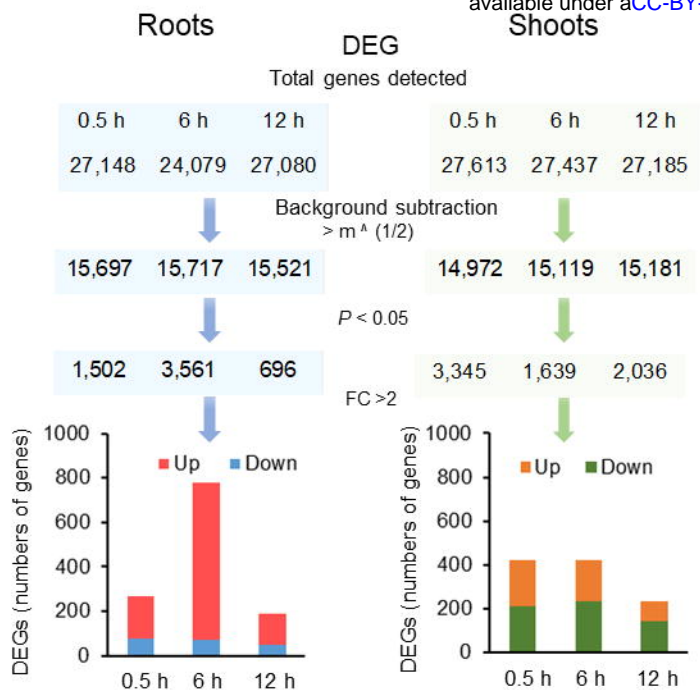 available under aCC-BY-
Roots
Shoots
DEG
Total genes detected
0.5 h 6 h 12 h
27,148 24,079 27,080
0.5 h 6 h 12 h
27,613 27,437 27,185
Background subtraction
> m ^ (1/2)
15,697 15,717 15,521
14,972 15,119 15,181
P < 0.05
1,502 3,561 696
3,345 1,639 2,036
FC >2
DEGs (numbers of genes)
1000
800
600
400
200
0
Up Down
0.5 h 6 h 12 h
DEGs (numbers of genes)
1000
800
600
400
200
0
Up Down
0.5 h 6 h 12 h